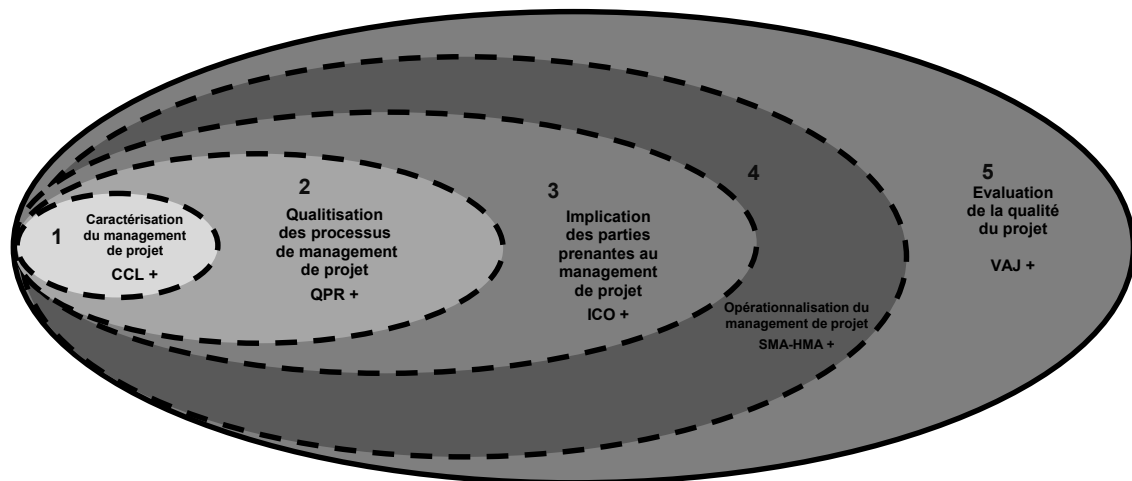 1
Caractérisation
du management
de projet
CCL +
2
Qualitisation
des processus
de management
de projet
QPR +
3
Implication
des parties
prenantes au
management
de projet
ICO +
4
Opérationnalisation du
management de projet
SMA-HMA +
5
Evaluation
de la qualité
du projet
VAJ +